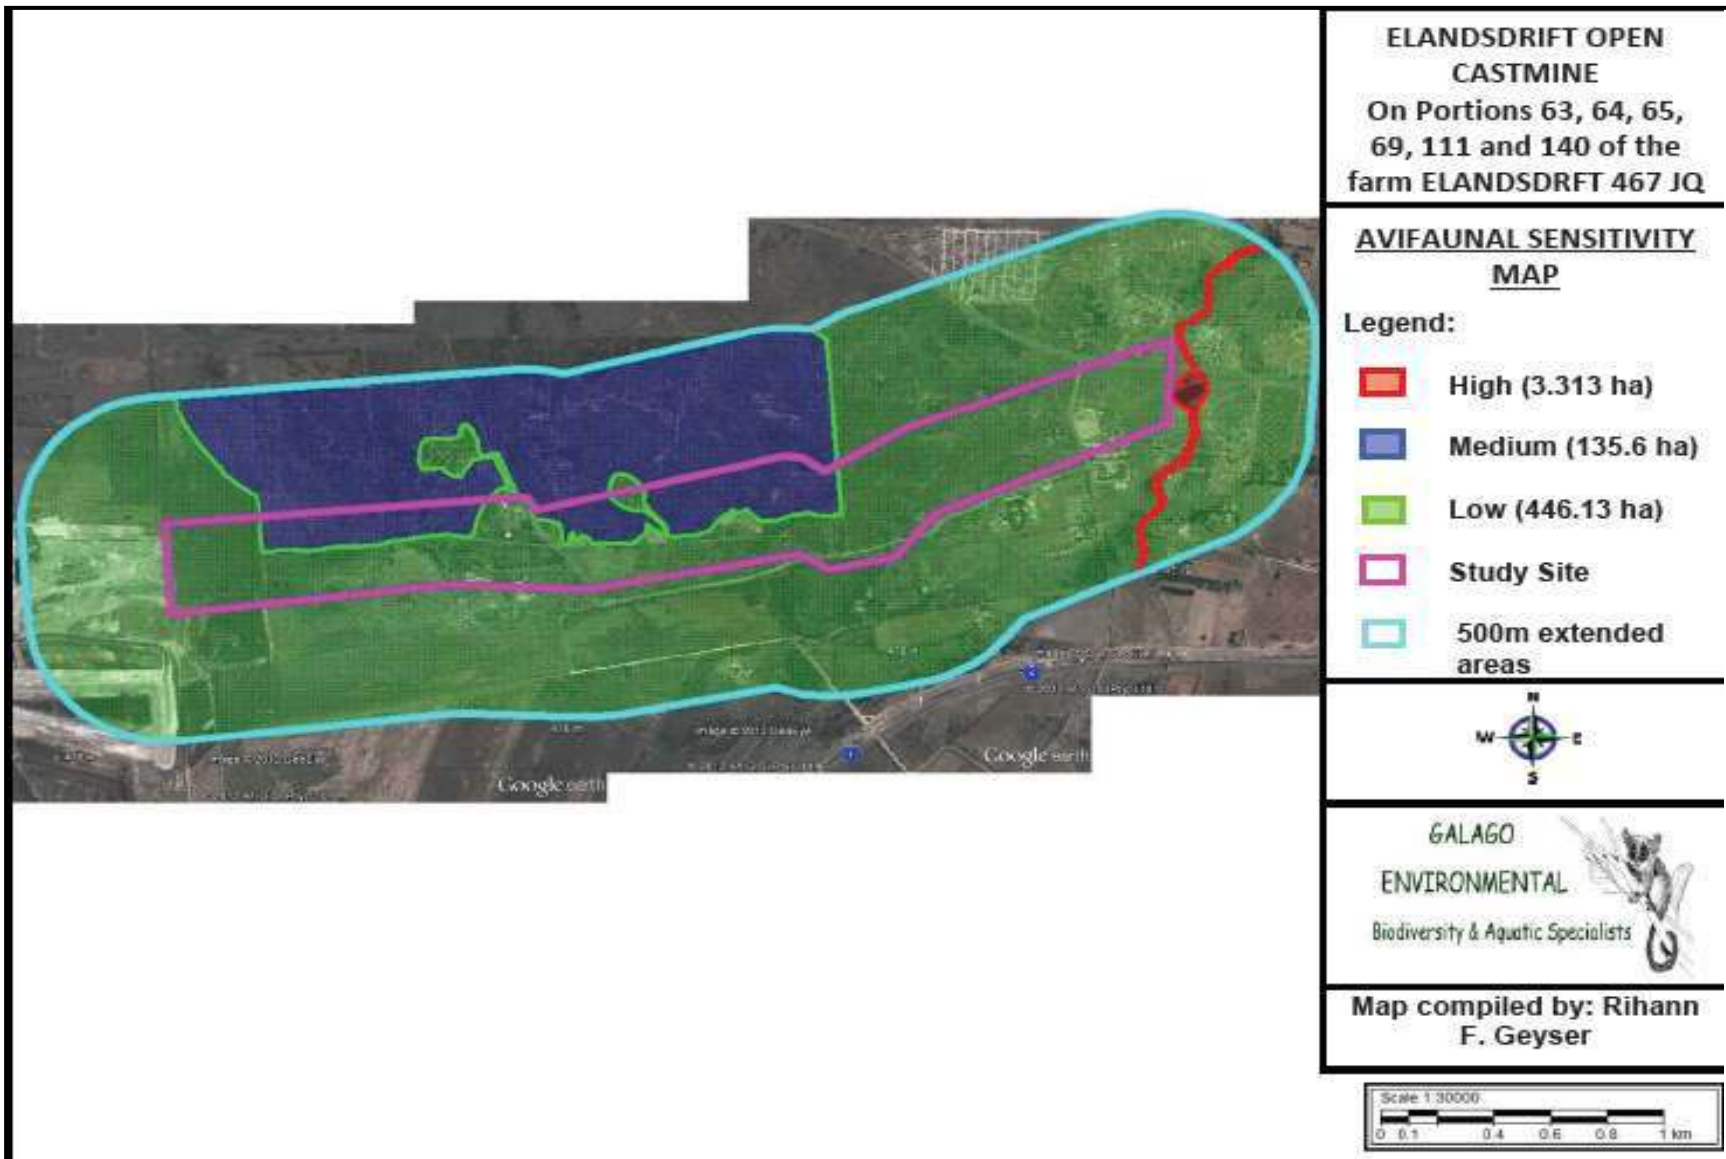 ELANDSDRIFT OPEN
CASTMINE
On Portions 63, 64, 65,
69, 111 and 140 of the
farm ELANDSDRFT 467 JQ
AVIFAUNAL SENSITIVITY
MAP
Legend:
High (3.313 ha)
Medium (135.6 ha)
Low (446.13 ha)
Study Site
500m extended
areas
N
W E
S
GALAGO
ENVIRONMENTAL
Biodiversity & Aquatic Specialists
Map compiled by: Rihann
F. Geyser
Scale 1:30000
0 0.1 0.4 0.6 0.8 1 km
Google earth
Google earth